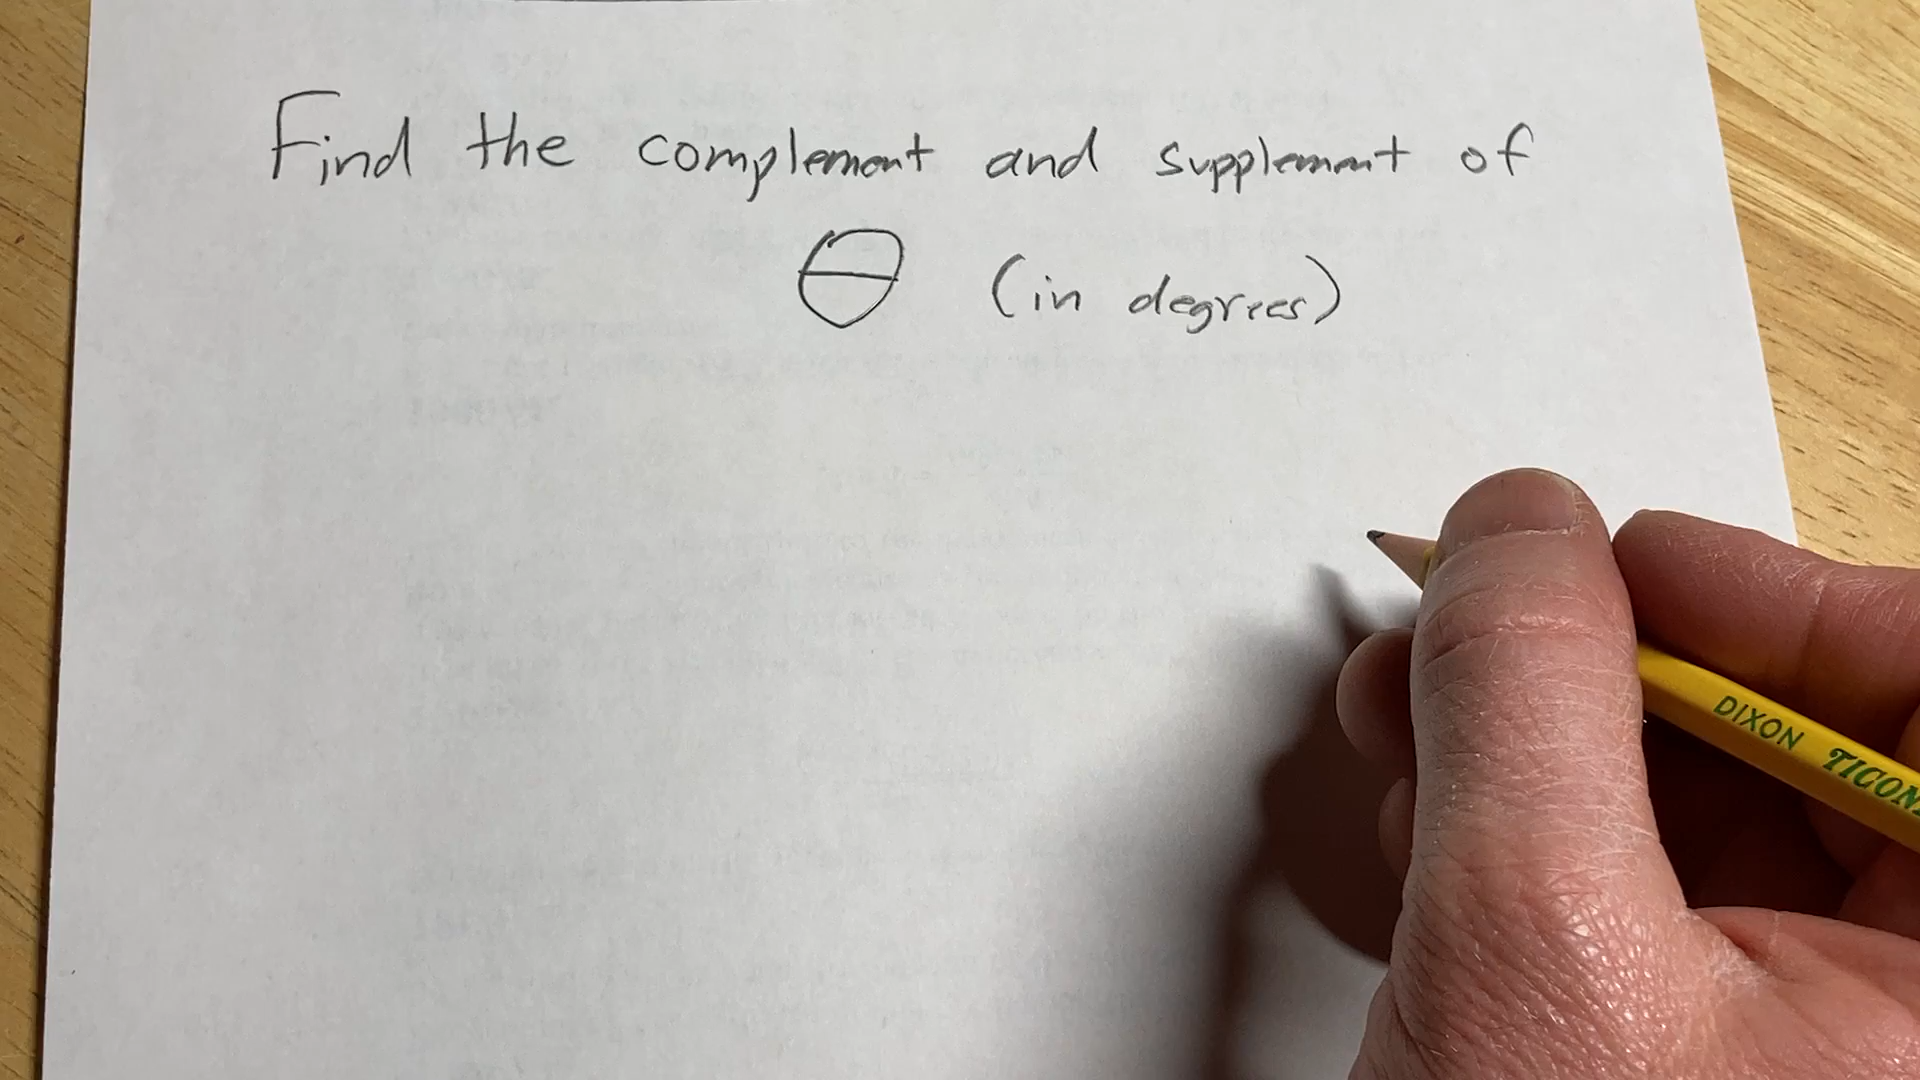 Find the complement and supplement of
θ (in degrees)
DIXON TICON